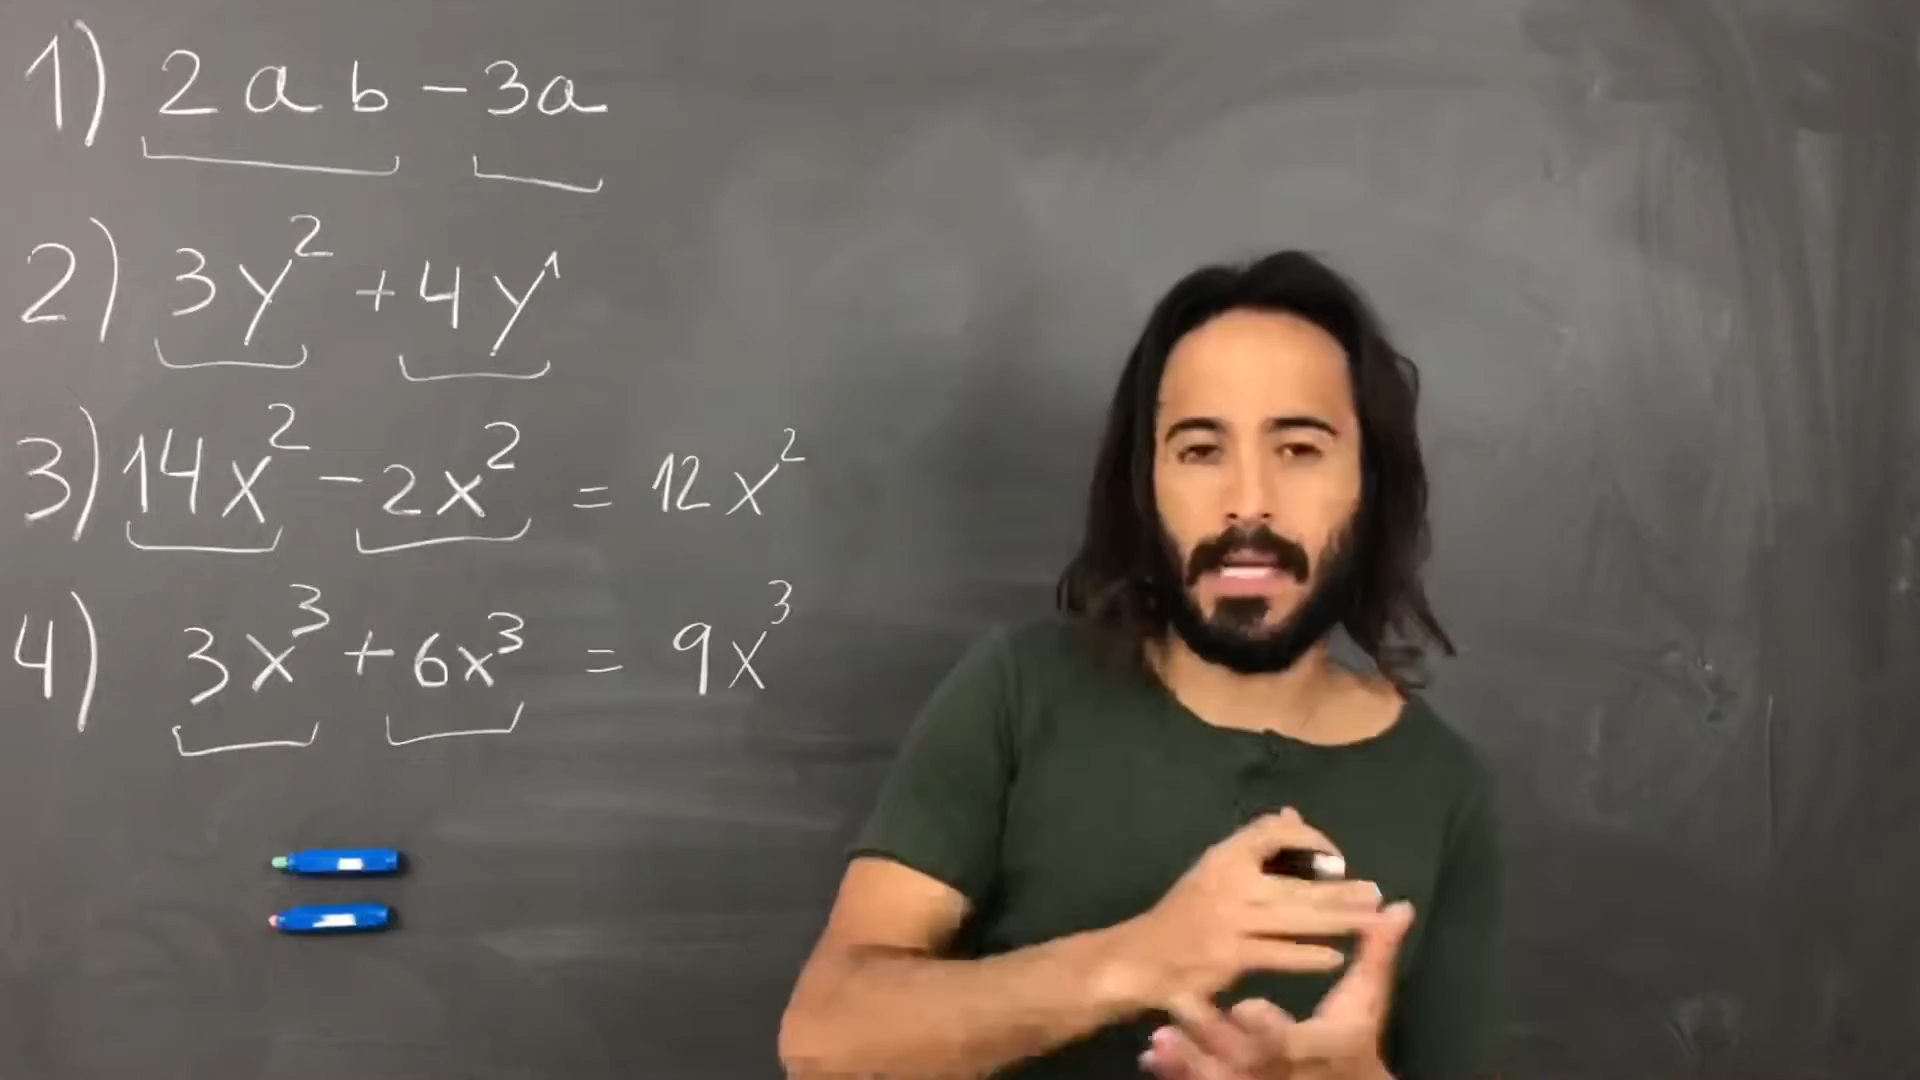 1) 2ab - 3a
2) 3y² + 4y¹
3) 14x² - 2x² = 12x²
4) 3x³ + 6x³ = 9x³